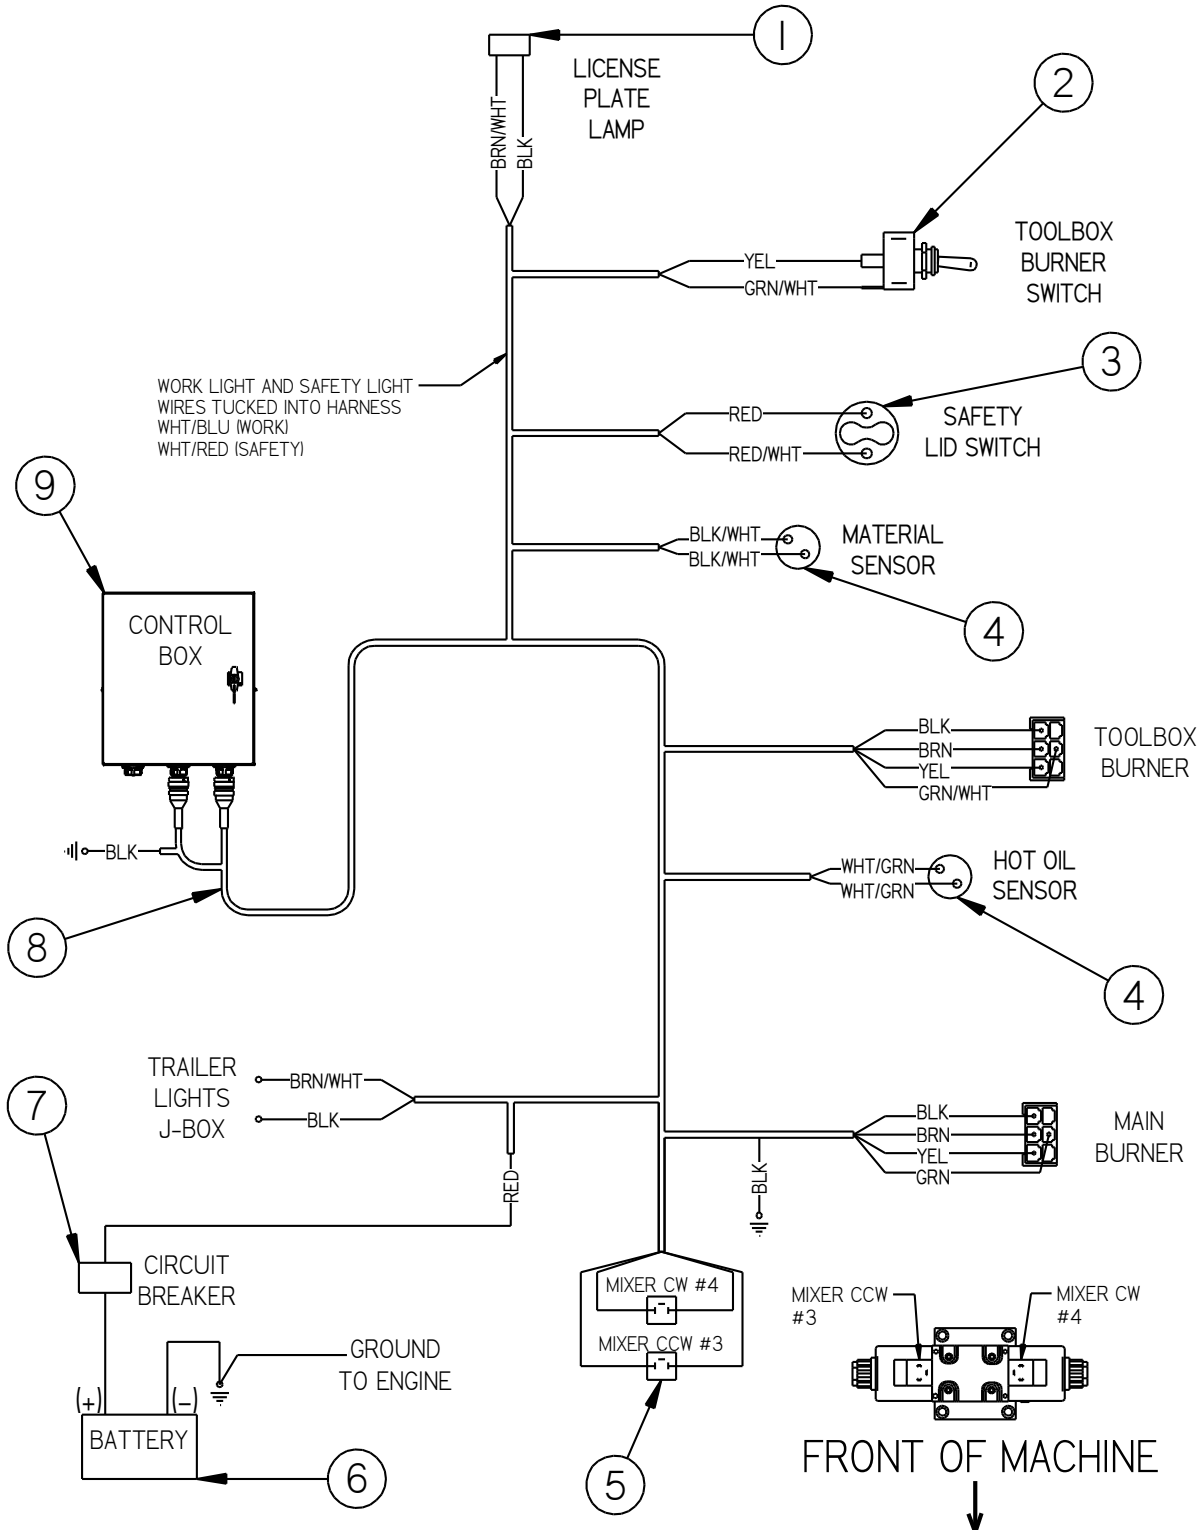 1
LICENSE
PLATE
LAMP
BRN/WHT
BLK
2
TOOLBOX
BURNER
SWITCH
YEL
GRN/WHT
3
WORK LIGHT AND SAFETY LIGHT
WIRES TUCKED INTO HARNESS
WHT/BLU (WORK)
WHT/RED (SAFETY)
RED
RED/WHT
SAFETY
LID SWITCH
9
BLK/WHT
BLK/WHT
MATERIAL
SENSOR
4
CONTROL
BOX
BLK
BRN
YEL
GRN/WHT
TOOLBOX
BURNER
BLK
WHT/GRN
WHT/GRN
HOT OIL
SENSOR
8
4
TRAILER
LIGHTS
J-BOX
BRN/WHT
BLK
7
RED
BLK
BRN
YEL
GRN
MAIN
BURNER
BLK
CIRCUIT
BREAKER
MIXER CW #4
MIXER CCW #3
MIXER CCW
#3
MIXER CW
#4
GROUND
TO ENGINE
(+)
(-)
BATTERY
6
5
FRONT OF MACHINE